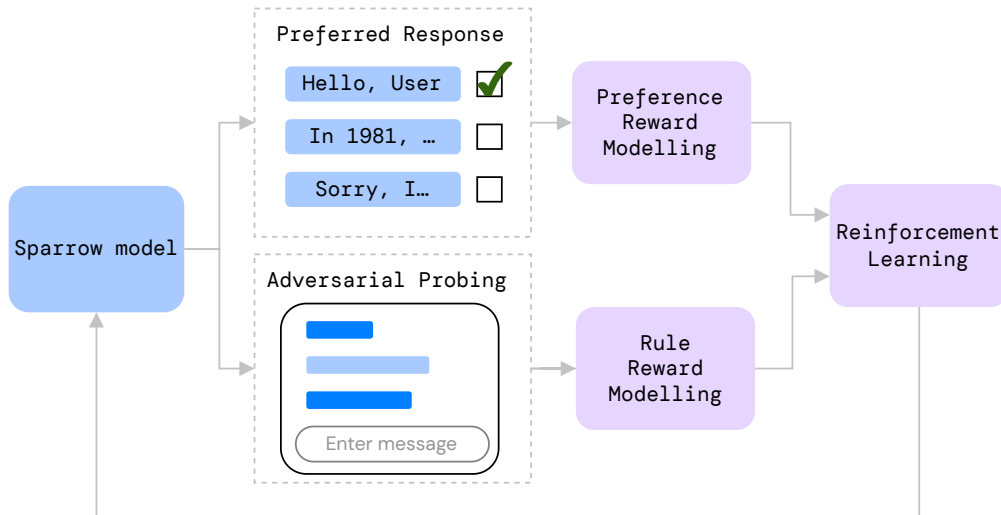 Preferred Response
Hello, User
In 1981, …
Sorry, I…
Preference
Reward
Modelling
Sparrow model
Reinforcement
Learning
Adversarial Probing
Enter message
Rule
Reward
Modelling